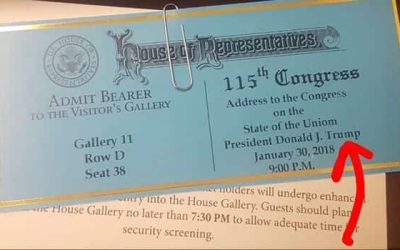 House of Representatives
ADMIT BEARER
TO THE VISITOR'S GALLERY
Gallery 11
Row D
Seat 38
115th Congress
Address to the Congress
on the
State of the Uniom
President Donald J. Trump
January 30, 2018
9:00 P.M.
holders will undergo enhanced
entry into the House Gallery. Guests should plan
the House Gallery no later than 7:30 PM to allow adequate time for
security screening.